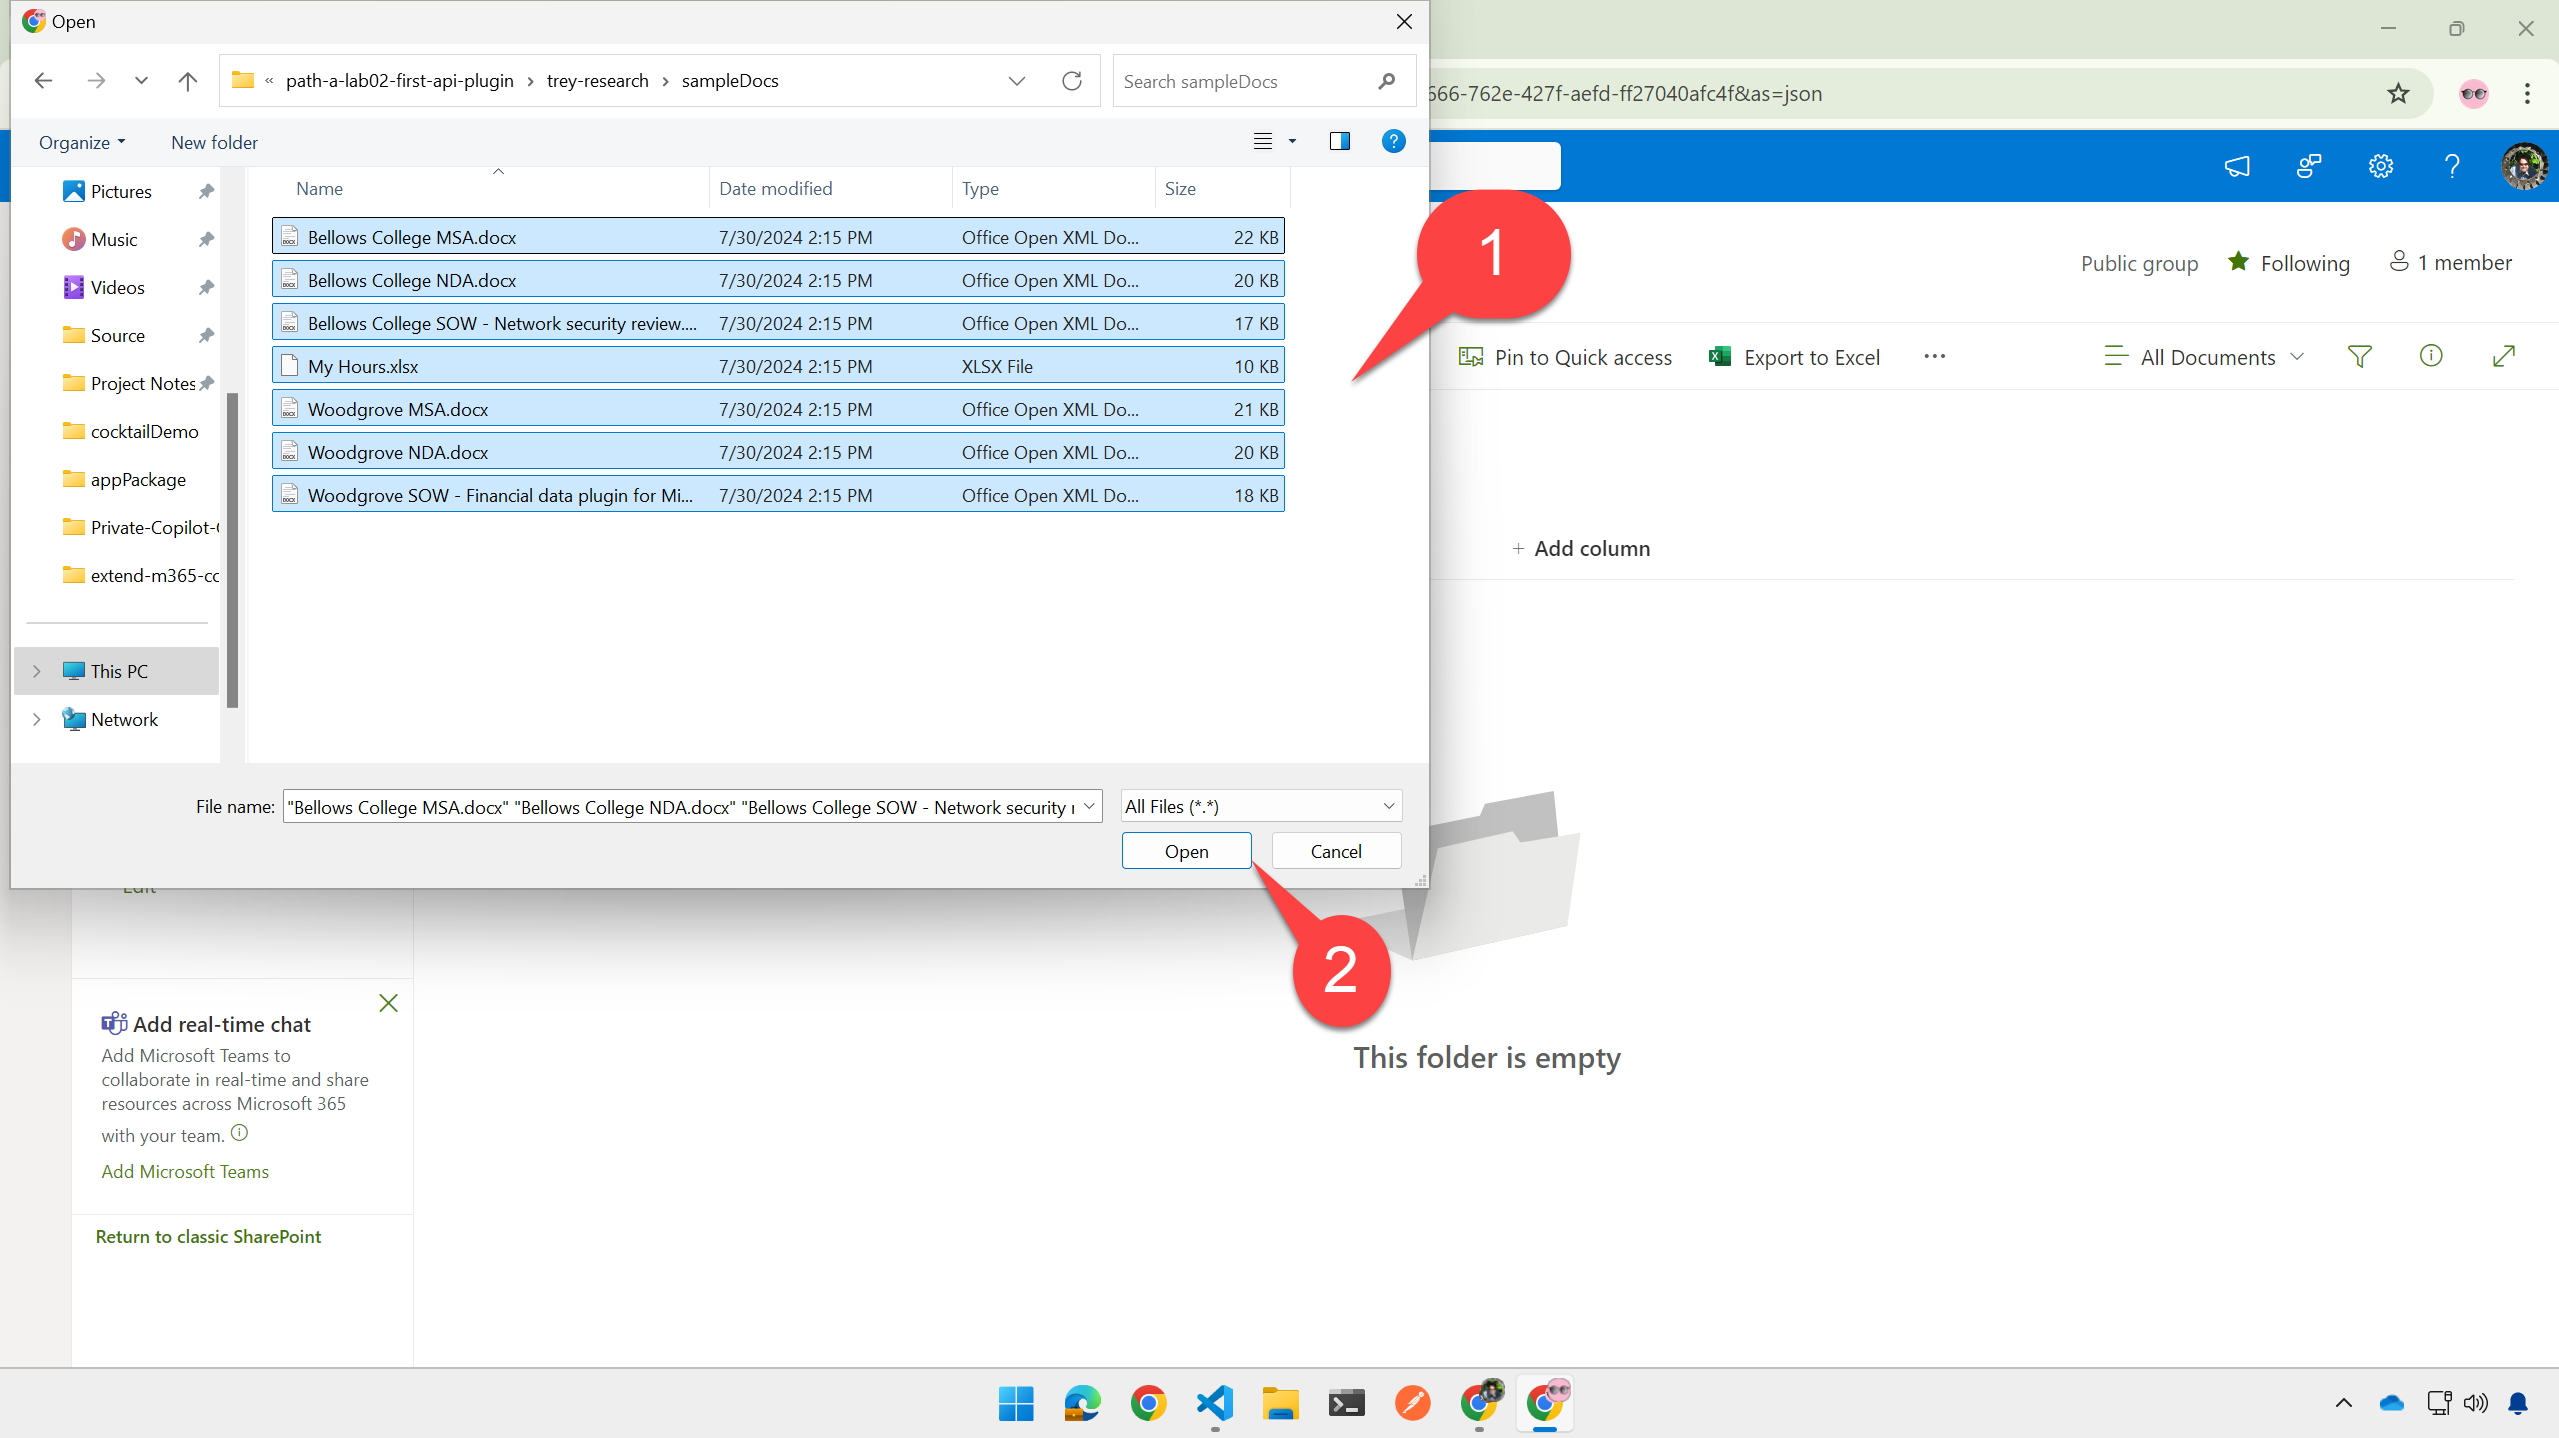 Open
« path-a-lab02-first-api-plugin › trey-research › sampleDocs
Search sampleDocs
666-762e-427f-aefd-ff27040afc4f&as=json
Organize
New folder
Pictures
Music
Videos
Source
Project Notes
cocktailDemo
appPackage
Private-Copilot-
extend-m365-co
This PC
Network
Name Date modified Type Size
Bellows College MSA.docx 7/30/2024 2:15 PM Office Open XML Do... 22 KB
Bellows College NDA.docx 7/30/2024 2:15 PM Office Open XML Do... 20 KB
Bellows College SOW - Network security review.... 7/30/2024 2:15 PM Office Open XML Do... 17 KB
My Hours.xlsx 7/30/2024 2:15 PM XLSX File 10 KB
Woodgrove MSA.docx 7/30/2024 2:15 PM Office Open XML Do... 21 KB
Woodgrove NDA.docx 7/30/2024 2:15 PM Office Open XML Do... 20 KB
Woodgrove SOW - Financial data plugin for Mi... 7/30/2024 2:15 PM Office Open XML Do... 18 KB
1
File name: "Bellows College MSA.docx" "Bellows College NDA.docx" "Bellows College SOW - Network security
All Files (*.*)
Open
Cancel
2
Public group
Following
1 member
Pin to Quick access
Export to Excel
All Documents
+ Add column
This folder is empty
Edit
Add real-time chat
Add Microsoft Teams to
collaborate in real-time and share
resources across Microsoft 365
with your team.
Add Microsoft Teams
Return to classic SharePoint